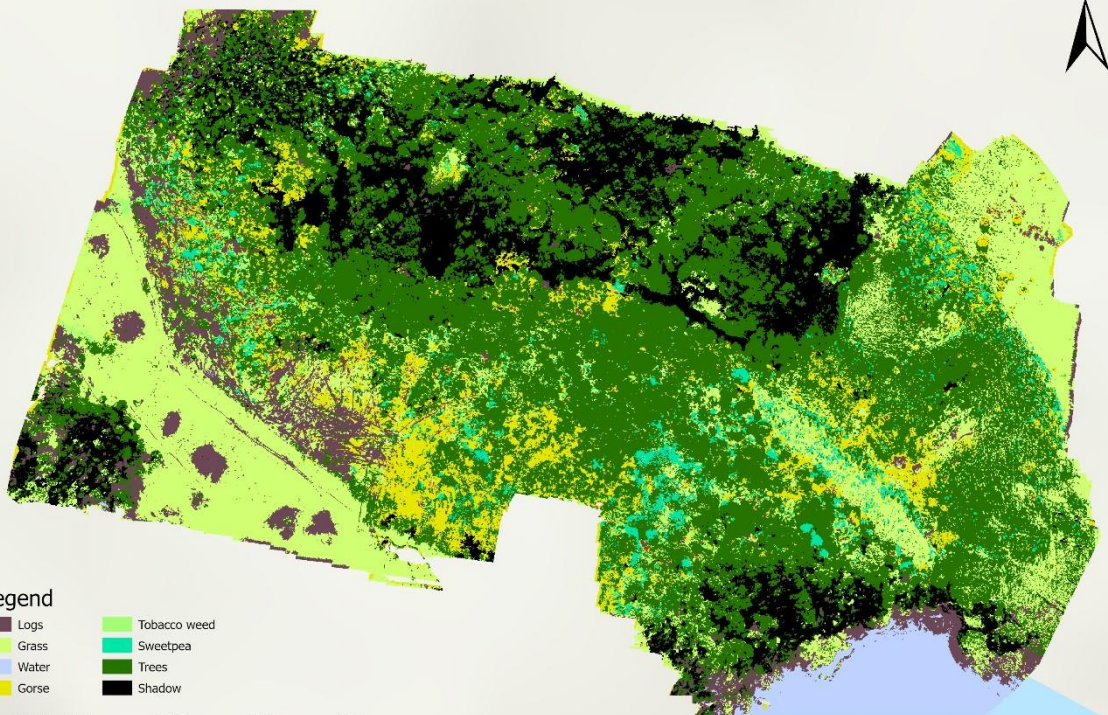 egend
Logs
Grass
Water
Gorse
Tobacco weed
Sweetpea
Trees
Shadow